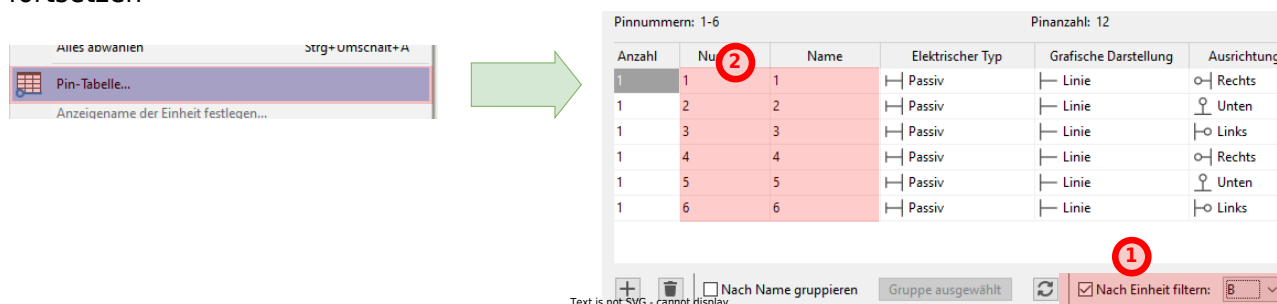 fortsetzen
Alles abwählen Strg+Umschalt+A
Pin-Tabelle...
Anzeigename der Einheit festlegen...
Pinnummern: 1-6 Pinanzahl: 12
Anzahl Name Elektrischer Typ Grafische Darstellung Ausrichtung
2
1 1 1 Passiv Linie Rechts
1 2 2 Passiv Linie Unten
1 3 3 Passiv Linie Links
1 4 4 Passiv Linie Rechts
1 5 5 Passiv Linie Unten
1 6 6 Passiv Linie Links
1
Nach Name gruppieren Gruppe ausgewählt Nach Einheit filtern: B
Text is not SVG - cannot display